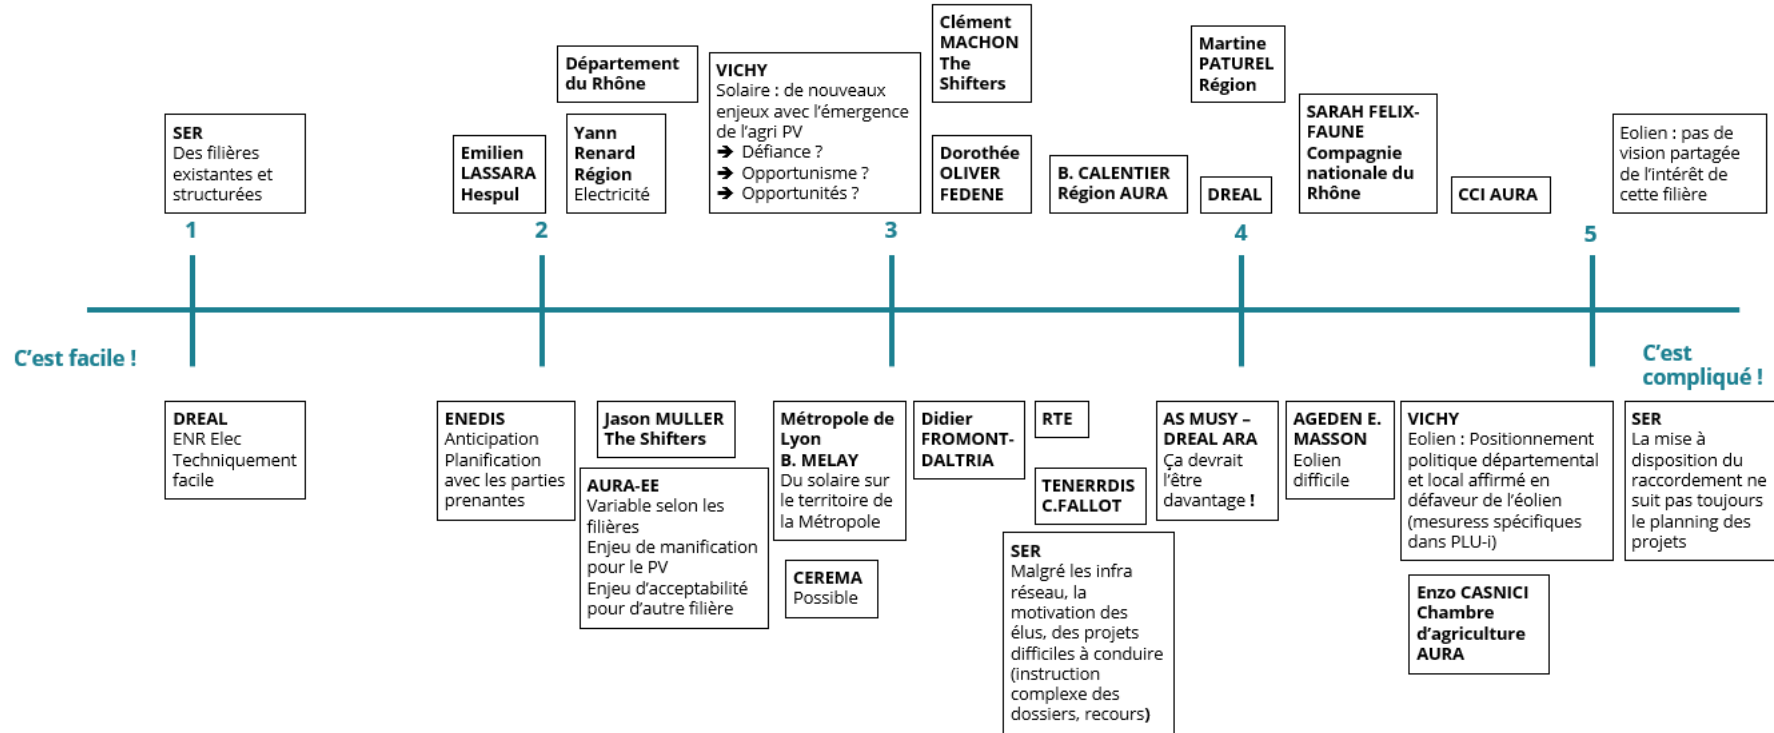 Clément
MACHON
The
Shifters
Martine
PATUREL
Région
Département
du Rhône
VICHY
Solaire : de nouveaux
enjeux avec l'émergence
de l'agri PV
➔ Défiance ?
➔ Opportunisme ?
➔ Opportunités ?
SARAH FELIX-
FAUNE
Compagnie
nationale du
Rhône
SER
Des filières
existantes et
structurées
Emilien
LASSARA
Hespul
Yann
Renard
Région
Electricité
Dorothée
OLIVER
FEDENE
B. CALENTIER
Région AURA
DREAL
CCI AURA
Eolien : pas de
vision partagée
de l'intérêt de
cette filière
1
2
3
4
5
C'est facile !
C'est
compliqué !
DREAL
ENR Elec
Techniquement
facile
ENEDIS
Anticipation
Planification
avec les parties
prenantes
Jason MULLER
The Shifters
AURA-EE
Variable selon les
filières
Enjeu de manification
pour le PV
Enjeu d'acceptabilité
pour d'autre filière
Métropole de
Lyon
B. MELAY
Du solaire sur
le territoire de
la Métropole
CEREMA
Possible
Didier
FROMONT-
DALTRIA
RTE
TENERRDIS
C.FALLOT
SER
Malgré les infra
réseau, la
motivation des
élus, des projets
difficiles à conduire
(instruction
complexe des
dossiers, recours)
AS MUSY –
DREAL ARA
Ça devrait
l'être
davantage !
AGEDEN E.
MASSON
Eolien
difficile
VICHY
Eolien : Positionnement
politique départemental
et local affirmé en
défaveur de l'éolien
(mesuress spécifiques
dans PLU-i)
Enzo CASNICI
Chambre
d'agriculture
AURA
SER
La mise à
disposition du
raccordement ne
suit pas toujours
le planning des
projets